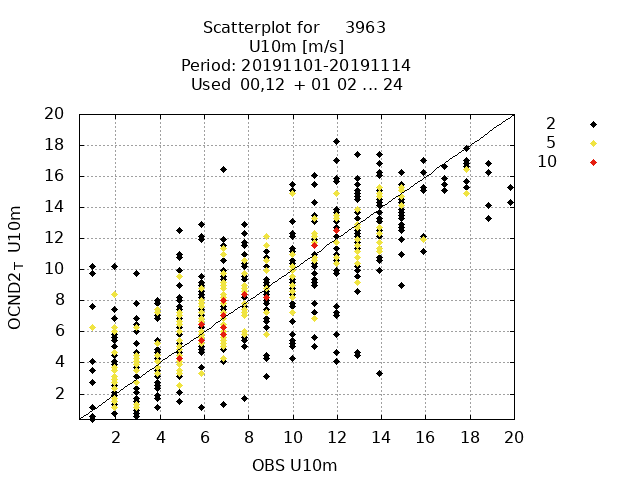 Scatterplot for 3963
U10m [m/s]
Period: 20191101-20191114
Used 00,12 + 01 02 ... 24
20
18
16
14
12
10
8
6
4
2
OCND2T U10m
2 4 6 8 10 12 14 16 18 20
OBS U10m
2
5
10